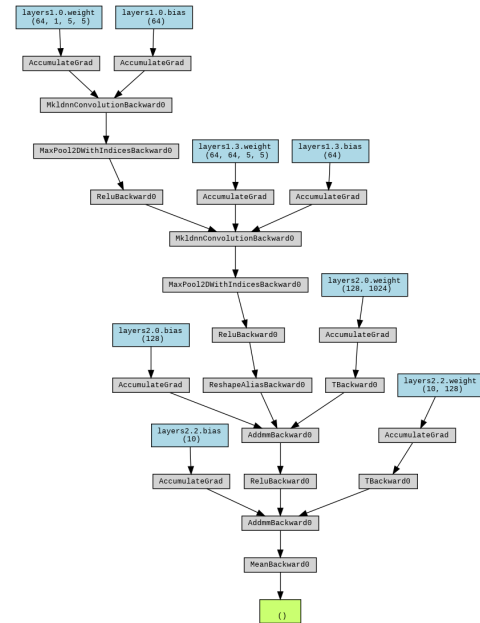 layers1.0.weight
(64, 1, 5, 5)
layers1.0.bias
(64)
AccumulateGrad
AccumulateGrad
MkldnnConvolutionBackward0
MaxPool2DWithIndicesBackward0
layers1.3.weight
(64, 64, 5, 5)
layers1.3.bias
(64)
ReluBackward0
AccumulateGrad
AccumulateGrad
MkldnnConvolutionBackward0
MaxPool2DWithIndicesBackward0
layers2.0.weight
(128, 1024)
layers2.0.bias
(128)
ReluBackward0
AccumulateGrad
AccumulateGrad
ReshapeAliasBackward0
TBackward0
layers2.2.weight
(10, 128)
layers2.2.bias
(10)
AddmmBackward0
AccumulateGrad
AccumulateGrad
ReluBackward0
TBackward0
AddmmBackward0
MeanBackward0
()